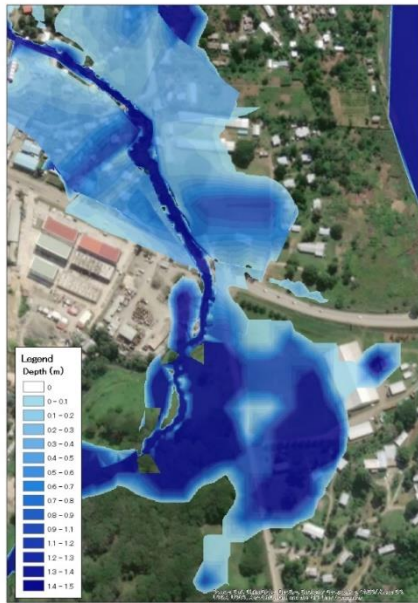 Legend
Depth (m)
0
0 - 0.1
0.1 - 0.2
0.2 - 0.3
0.3 - 0.4
0.4 - 0.5
0.5 - 0.6
0.6 - 0.7
0.7 - 0.8
0.8 - 0.9
0.9 - 1.1
1.1 - 1.2
1.2 - 1.3
1.3 - 1.4
1.4 - 1.5